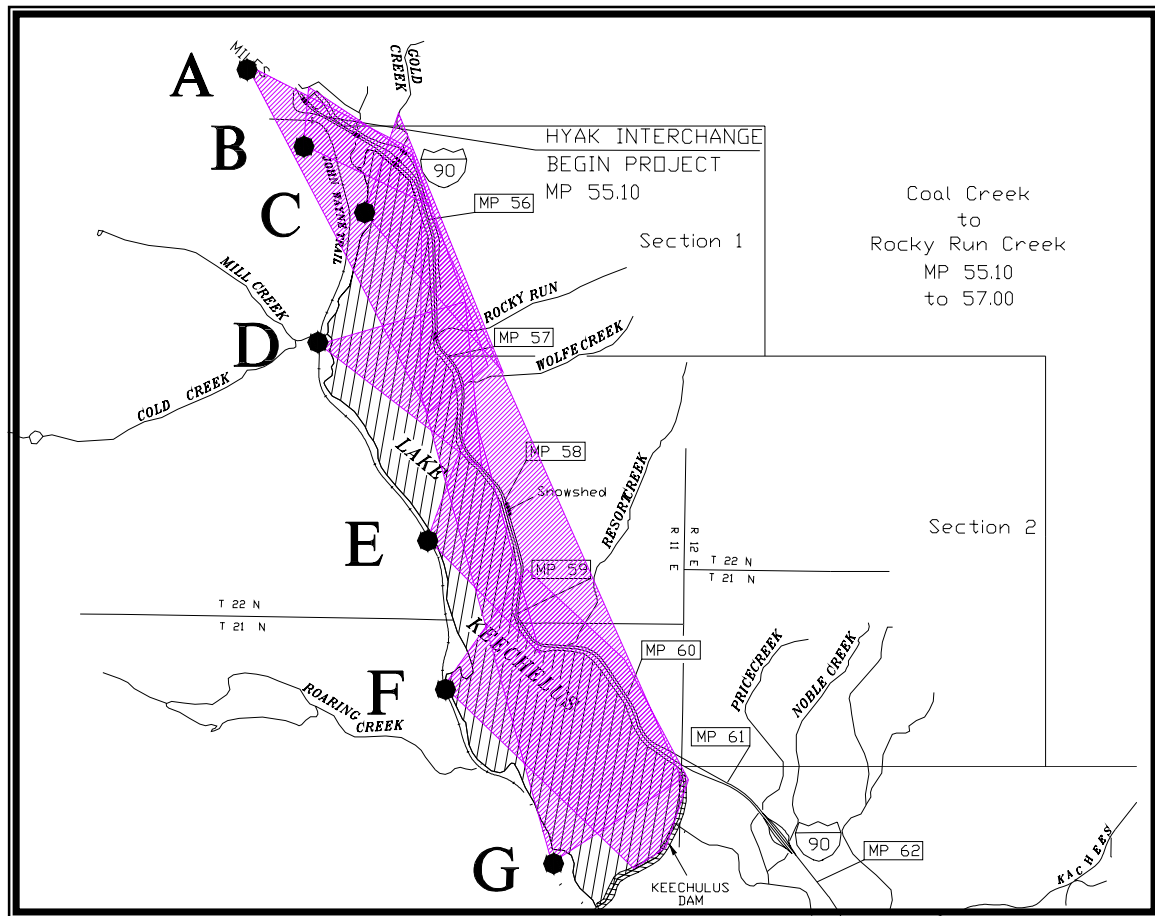 MILES
A
GOLD
CREEK
B
HYAK INTERCHANGE
BEGIN PROJECT
MP 55.10
90
JOHN WAYNE TRAIL
C
MP 56
Section 1
Coal Creek
to
Rocky Run Creek
MP 55.10
to 57.00
MILL CREEK
ROCKY RUN
D
MP 57
WOLFE CREEK
COLD CREEK
LAKE
MP 58
Snowshed
RESORT CREEK
E
R 11 E
R 12 E
Section 2
T 22 N
T 21 N
MP 59
T 22 N
T 21 N
KEECHELUS
MP 60
PRICE CREEK
NOBLE CREEK
F
ROARING
CREEK
MP 61
G
90
MP 62
KACHEES
KEECHULUS
DAM